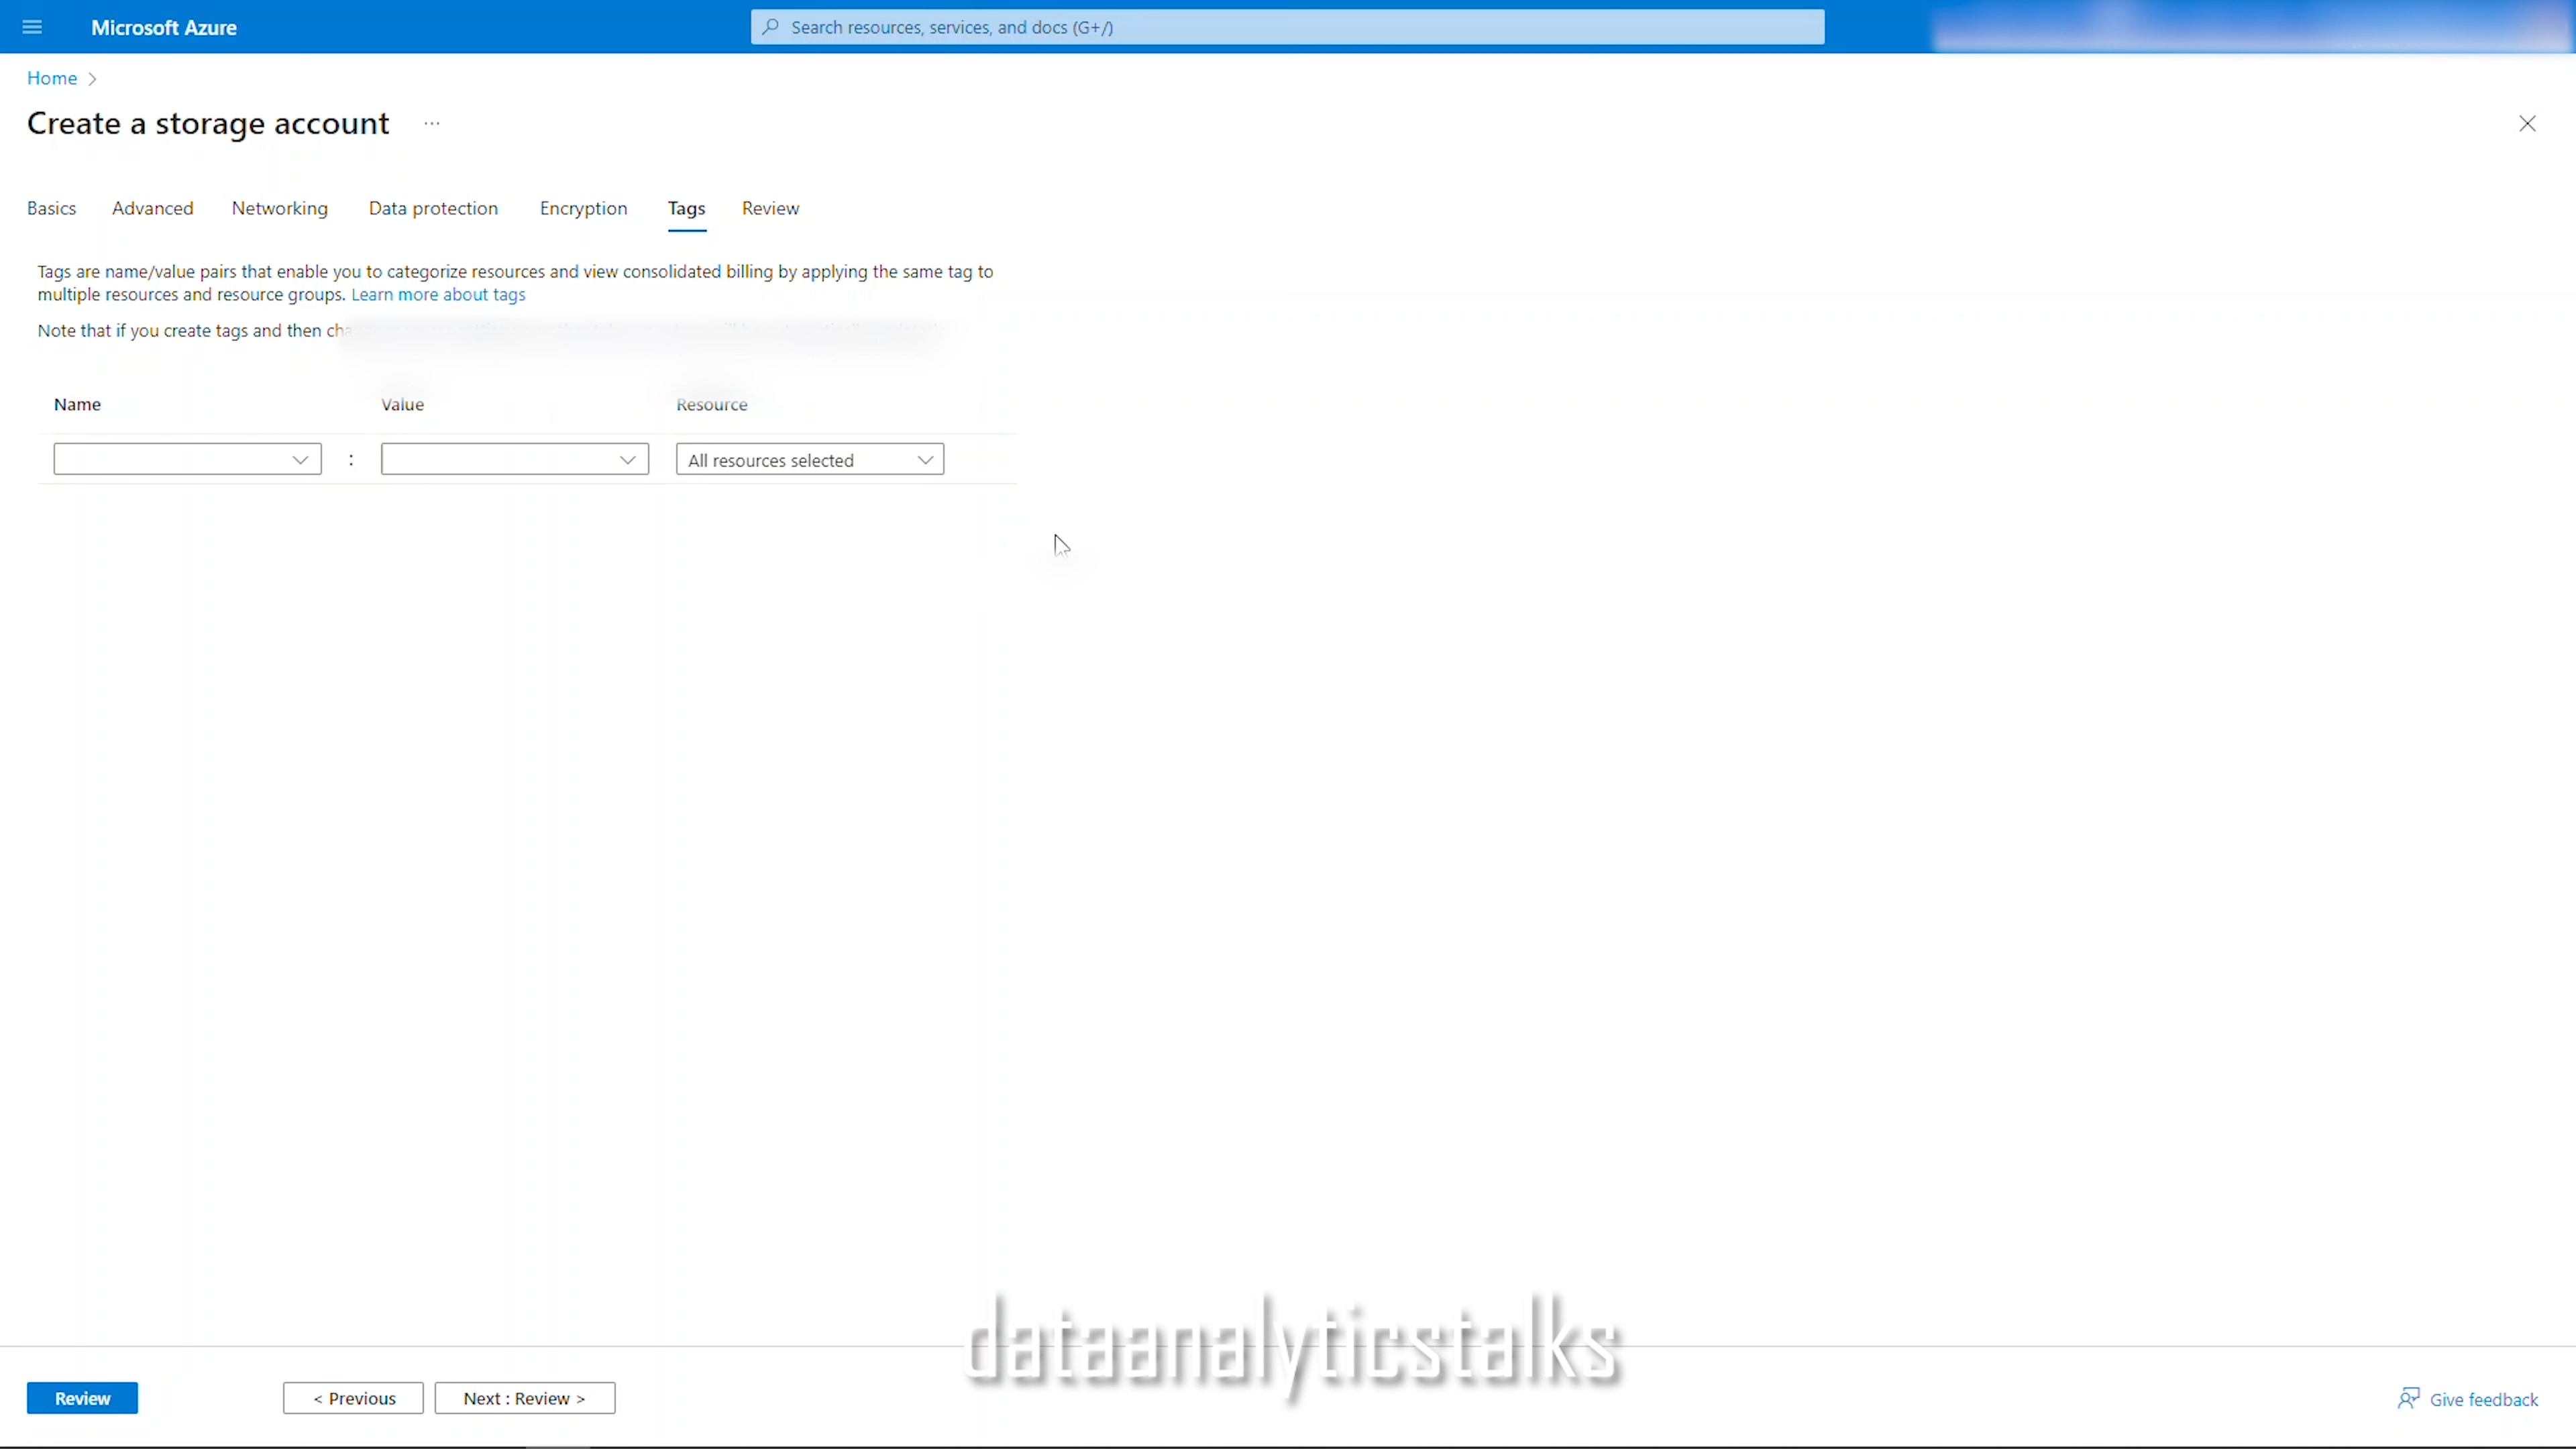 Microsoft Azure
Search resources, services, and docs (G+/)
Home >
Create a storage account ...
Basics Advanced Networking Data protection Encryption Tags Review
Tags are name/value pairs that enable you to categorize resources and view consolidated billing by applying the same tag to
multiple resources and resource groups. Learn more about tags
Note that if you create tags and then
Name Value Resource
: All resources selected
dataanalyticstalks
Review < Previous Next : Review > Give feedback